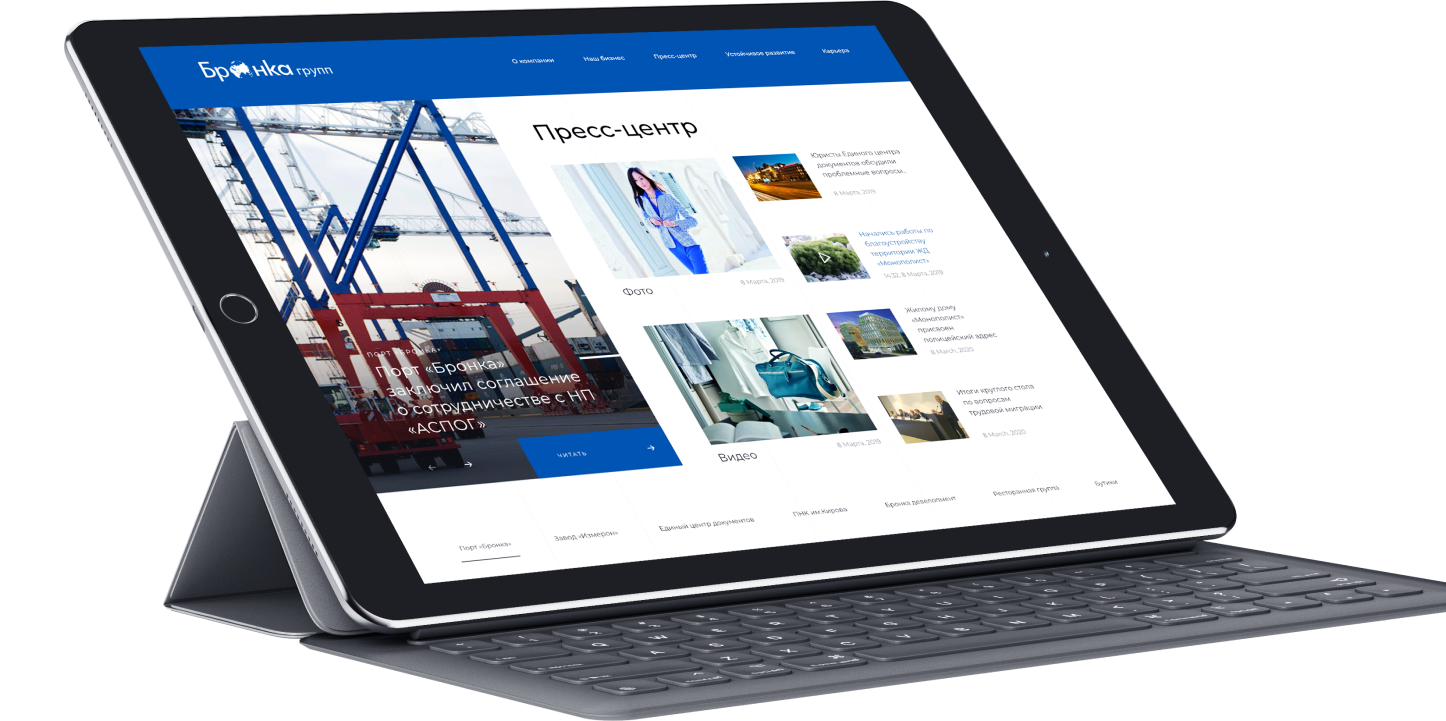 Бронка групп
О компании
Наш бизнес
Пресс-центр
Устойчивое развитие
Карьера
ПОРТ «БРОНКА»
Порт «Бронка»
заключил соглашение
о сотрудничестве с НП
«АСПОГ»
ЧИТАТЬ
Пресс-центр
Фото
8 Марта, 2019
Видео
8 Марта, 2019
Юристы Единого центра
документов обсудили
проблемные вопросы..
8 Марта, 2019
Начались работы по
благоустройству
территории ЖД
«Монополист»
14:32, 8 Марта, 2019
Жилому дому
«Монополист»
присвоен
полицейский адрес
8 March, 2020
Итоги круглого стола
по вопросам
трудовой миграции
8 March, 2020
Порт «Бронка»
Завод «Измерон»
Единый центр документов
ПНК им.Кирова
Бронка девелопмент
Ресторанная группа
Бутики